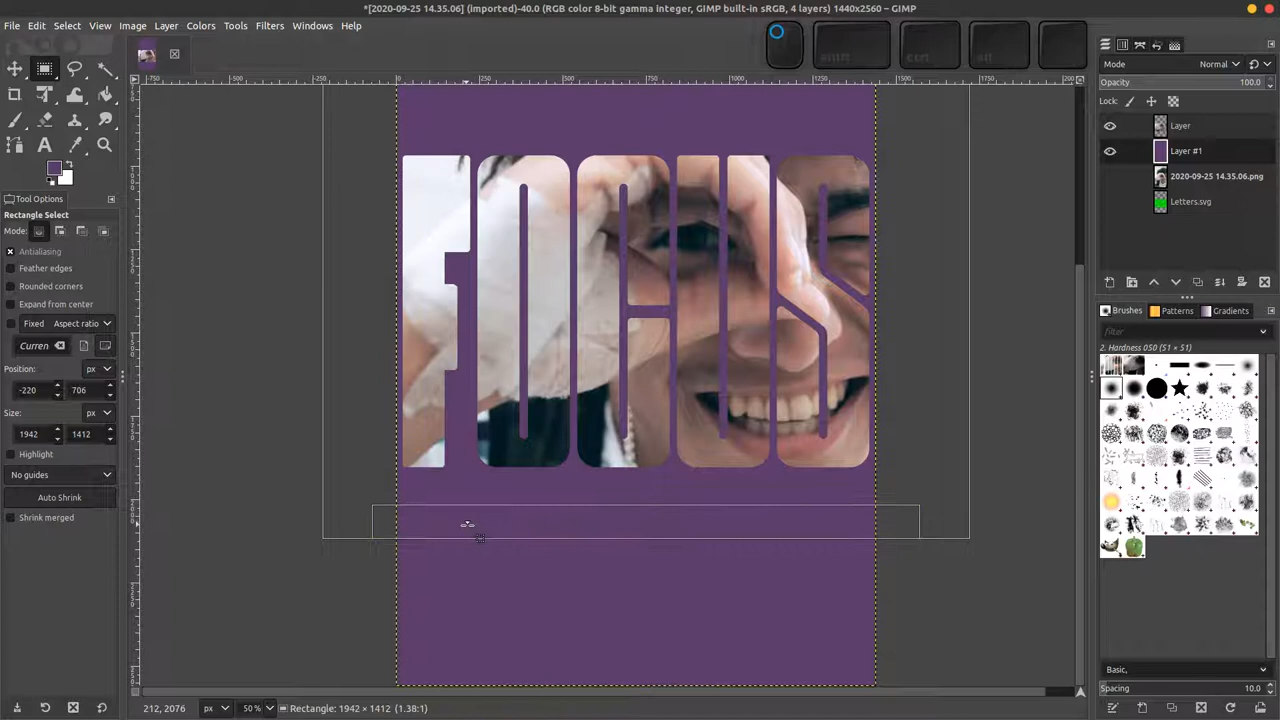 *[2020-09-25 14.35.06] (imported)-40.0 (RGB color 8-bit gamma integer, GIMP built-in sRGB, 4 layers) 1440x2560 – GIMP
File Edit Select View Image Layer Colors Tools Filters Windows Help
shift ctrl alt
Mode Normal
Opacity 100.0
Lock:
Layer
Layer #1
2020-09-25 14.35.06.png
Letters.svg
Tool Options
Rectangle Select
Mode:
Antialiasing
Feather edges
Rounded corners
Expand from center
Fixed Aspect ratio
Curren
Position: px
-220 706
Size: px
1942 1412
Highlight
No guides
Auto Shrink
Shrink merged
FOCUS
Brushes Patterns Gradients
filter
2. Hardness 050 (51 × 51)
Basic,
Spacing 10.0
212, 2076 px 50% Rectangle: 1942 × 1412 (1.38:1)